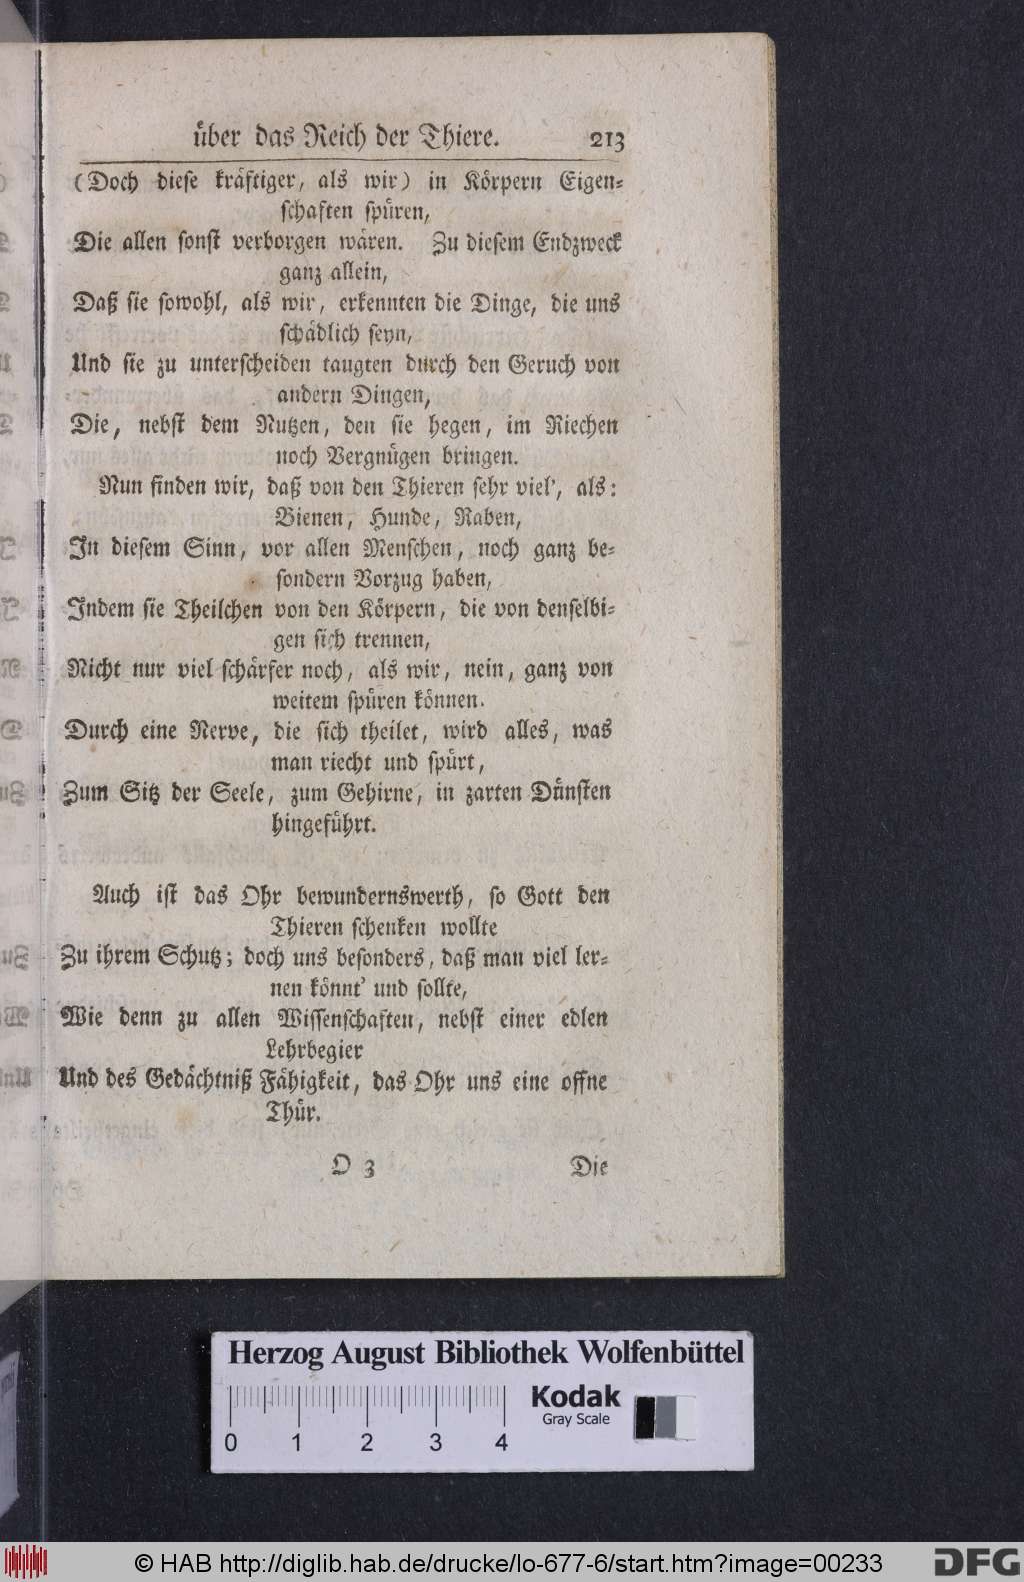 über das Reich der Thiere. 213
(Doch diese kräftiger, als wir) in Körpern Eigen-
schaften spüren,
Die allen sonst verborgen wären. Zu diesem Endzweck
ganz allein,
Daß sie sowohl, als wir, erkennten die Dinge, die uns
schädlich seyn,
Und sie zu unterscheiden taugten durch den Geruch von
andern Dingen,
Die, nebst dem Nutzen, den sie hegen, im Riechen
noch Vergnügen bringen.
Nun finden wir, daß von den Thieren sehr viel', als:
Bienen, Hunde, Raben,
In diesem Sinn, vor allen Menschen, noch ganz be-
sondern Vorzug haben,
Indem sie Theilchen von den Körpern, die von denselbi-
gen sich trennen,
Nicht nur viel schärfer noch, als wir, nein, ganz von
weitem spüren können.
Durch eine Nerve, die sich theilet, wird alles, was
man riecht und spürt,
Zum Sitz der Seele, zum Gehirne, in zarten Dünsten
hingeführt.
Auch ist das Ohr bewundernswerth, so Gott den
Thieren schenken wollte
Zu ihrem Schutz; doch uns besonders, daß man viel ler-
nen könnt' und sollte,
Wie denn zu allen Wissenschaften, nebst einer edlen
Lehrbegier
Und des Gedächtniß Fähigkeit, das Ohr uns eine offne
Thür.
O 3 Die
Herzog August Bibliothek Wolfenbüttel
Kodak
Gray Scale
0 1 2 3 4
© HAB http://diglib.hab.de/drucke/lo-677-6/start.htm?image=00233
DFG